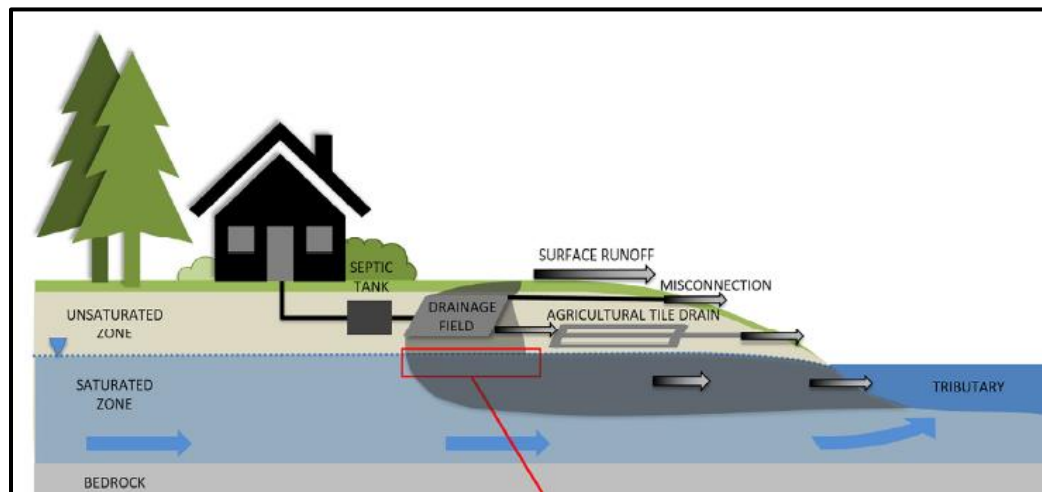 SURFACE RUNOFF
SEPTIC
TANK
MISCONNECTION
UNSATURATED
ZONE
DRAINAGE
FIELD
AGRICULTURAL TILE DRAIN
SATURATED
ZONE
TRIBUTARY
BEDROCK